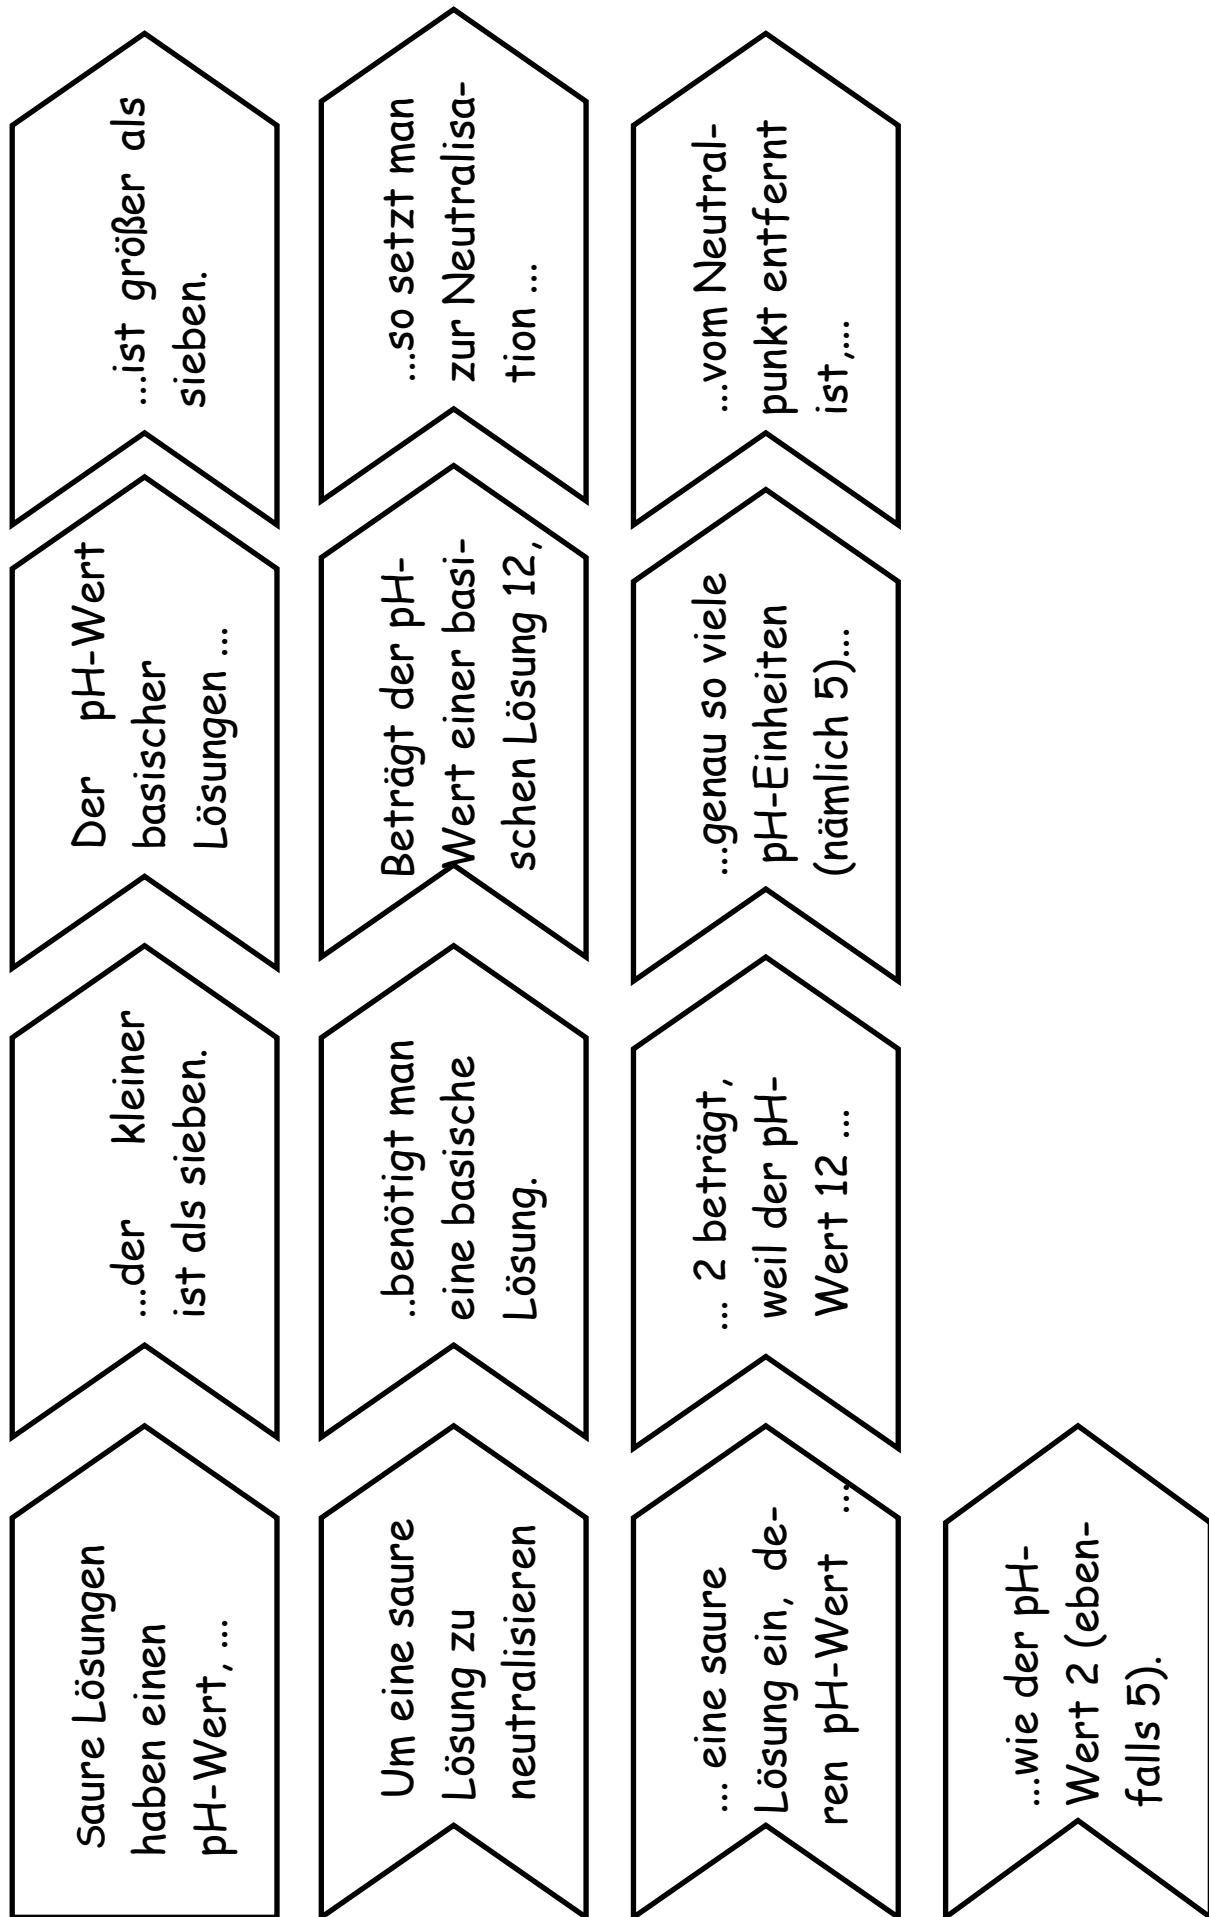 Saure Lösungen
haben einen
pH-Wert, ...
...der kleiner
ist als sieben.
Der pH-Wert
basischer
Lösungen ...
...ist größer als
sieben.
Um eine saure
Lösung zu
neutralisieren
..benötigt man
eine basische
Lösung.
Beträgt der pH-
Wert einer basi-
schen Lösung 12,
...so setzt man
zur Neutralisa-
tion ...
... eine saure
Lösung ein, de-
ren pH-Wert ...
... 2 beträgt,
weil der pH-
Wert 12 ...
...genau so viele
pH-Einheiten
(nämlich 5)...
...vom Neutral-
punkt entfernt
ist,...
...wie der pH-
Wert 2 (eben-
falls 5).